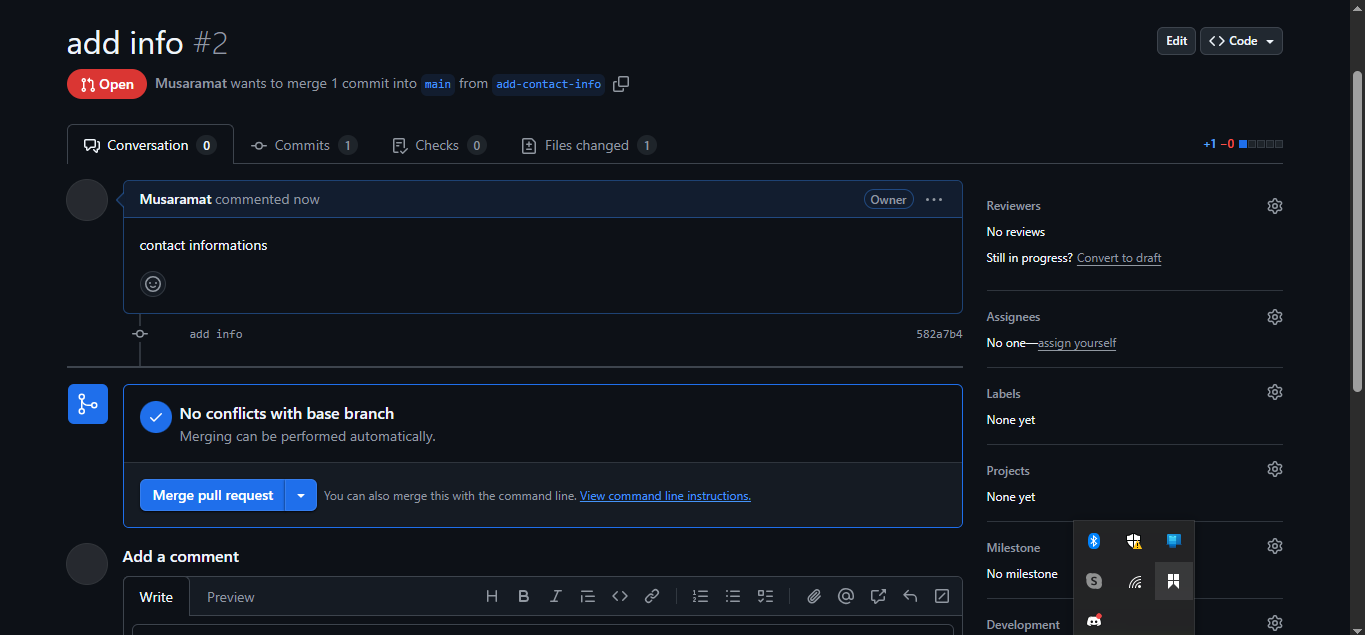 add info #2
Edit
Code
Open
Musaramat wants to merge 1 commit into main from add-contact-info
Conversation 0
Commits 1
Checks 0
Files changed 1
+1 −0
Musaramat commented now
Owner
contact informations
add info
582a7b4
No conflicts with base branch
Merging can be performed automatically.
Merge pull request
You can also merge this with the command line. View command line instructions.
Add a comment
Write
Preview
Reviewers
No reviews
Still in progress? Convert to draft
Assignees
No one—assign yourself
Labels
None yet
Projects
None yet
Milestone
No milestone
Development